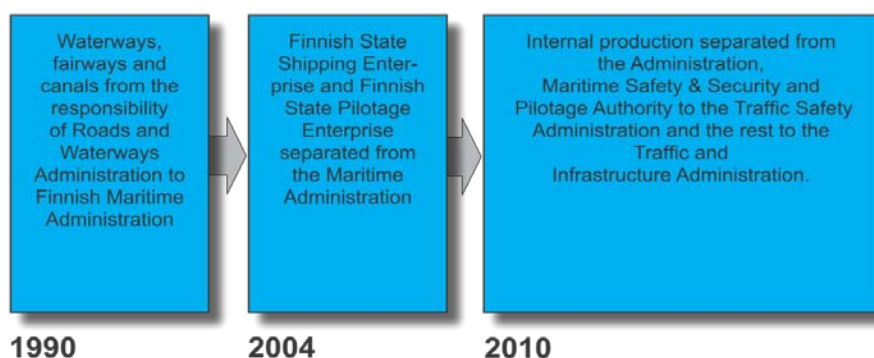 Waterways,
fairways and
canals from the
responsibility
of Roads and
Waterways
Administration to
Finnish Maritime
Administration
1990
Finnish State
Shipping Enter-
prise and Finnish
State Pilotage
Enterprise
separated from
the Maritime
Administration
2004
Internal production separated from
the Administration,
Maritime Safety & Security and
Pilotage Authority to the Traffic Safety
Administration and the rest to the
Traffic and
Infrastructure Administration.
2010